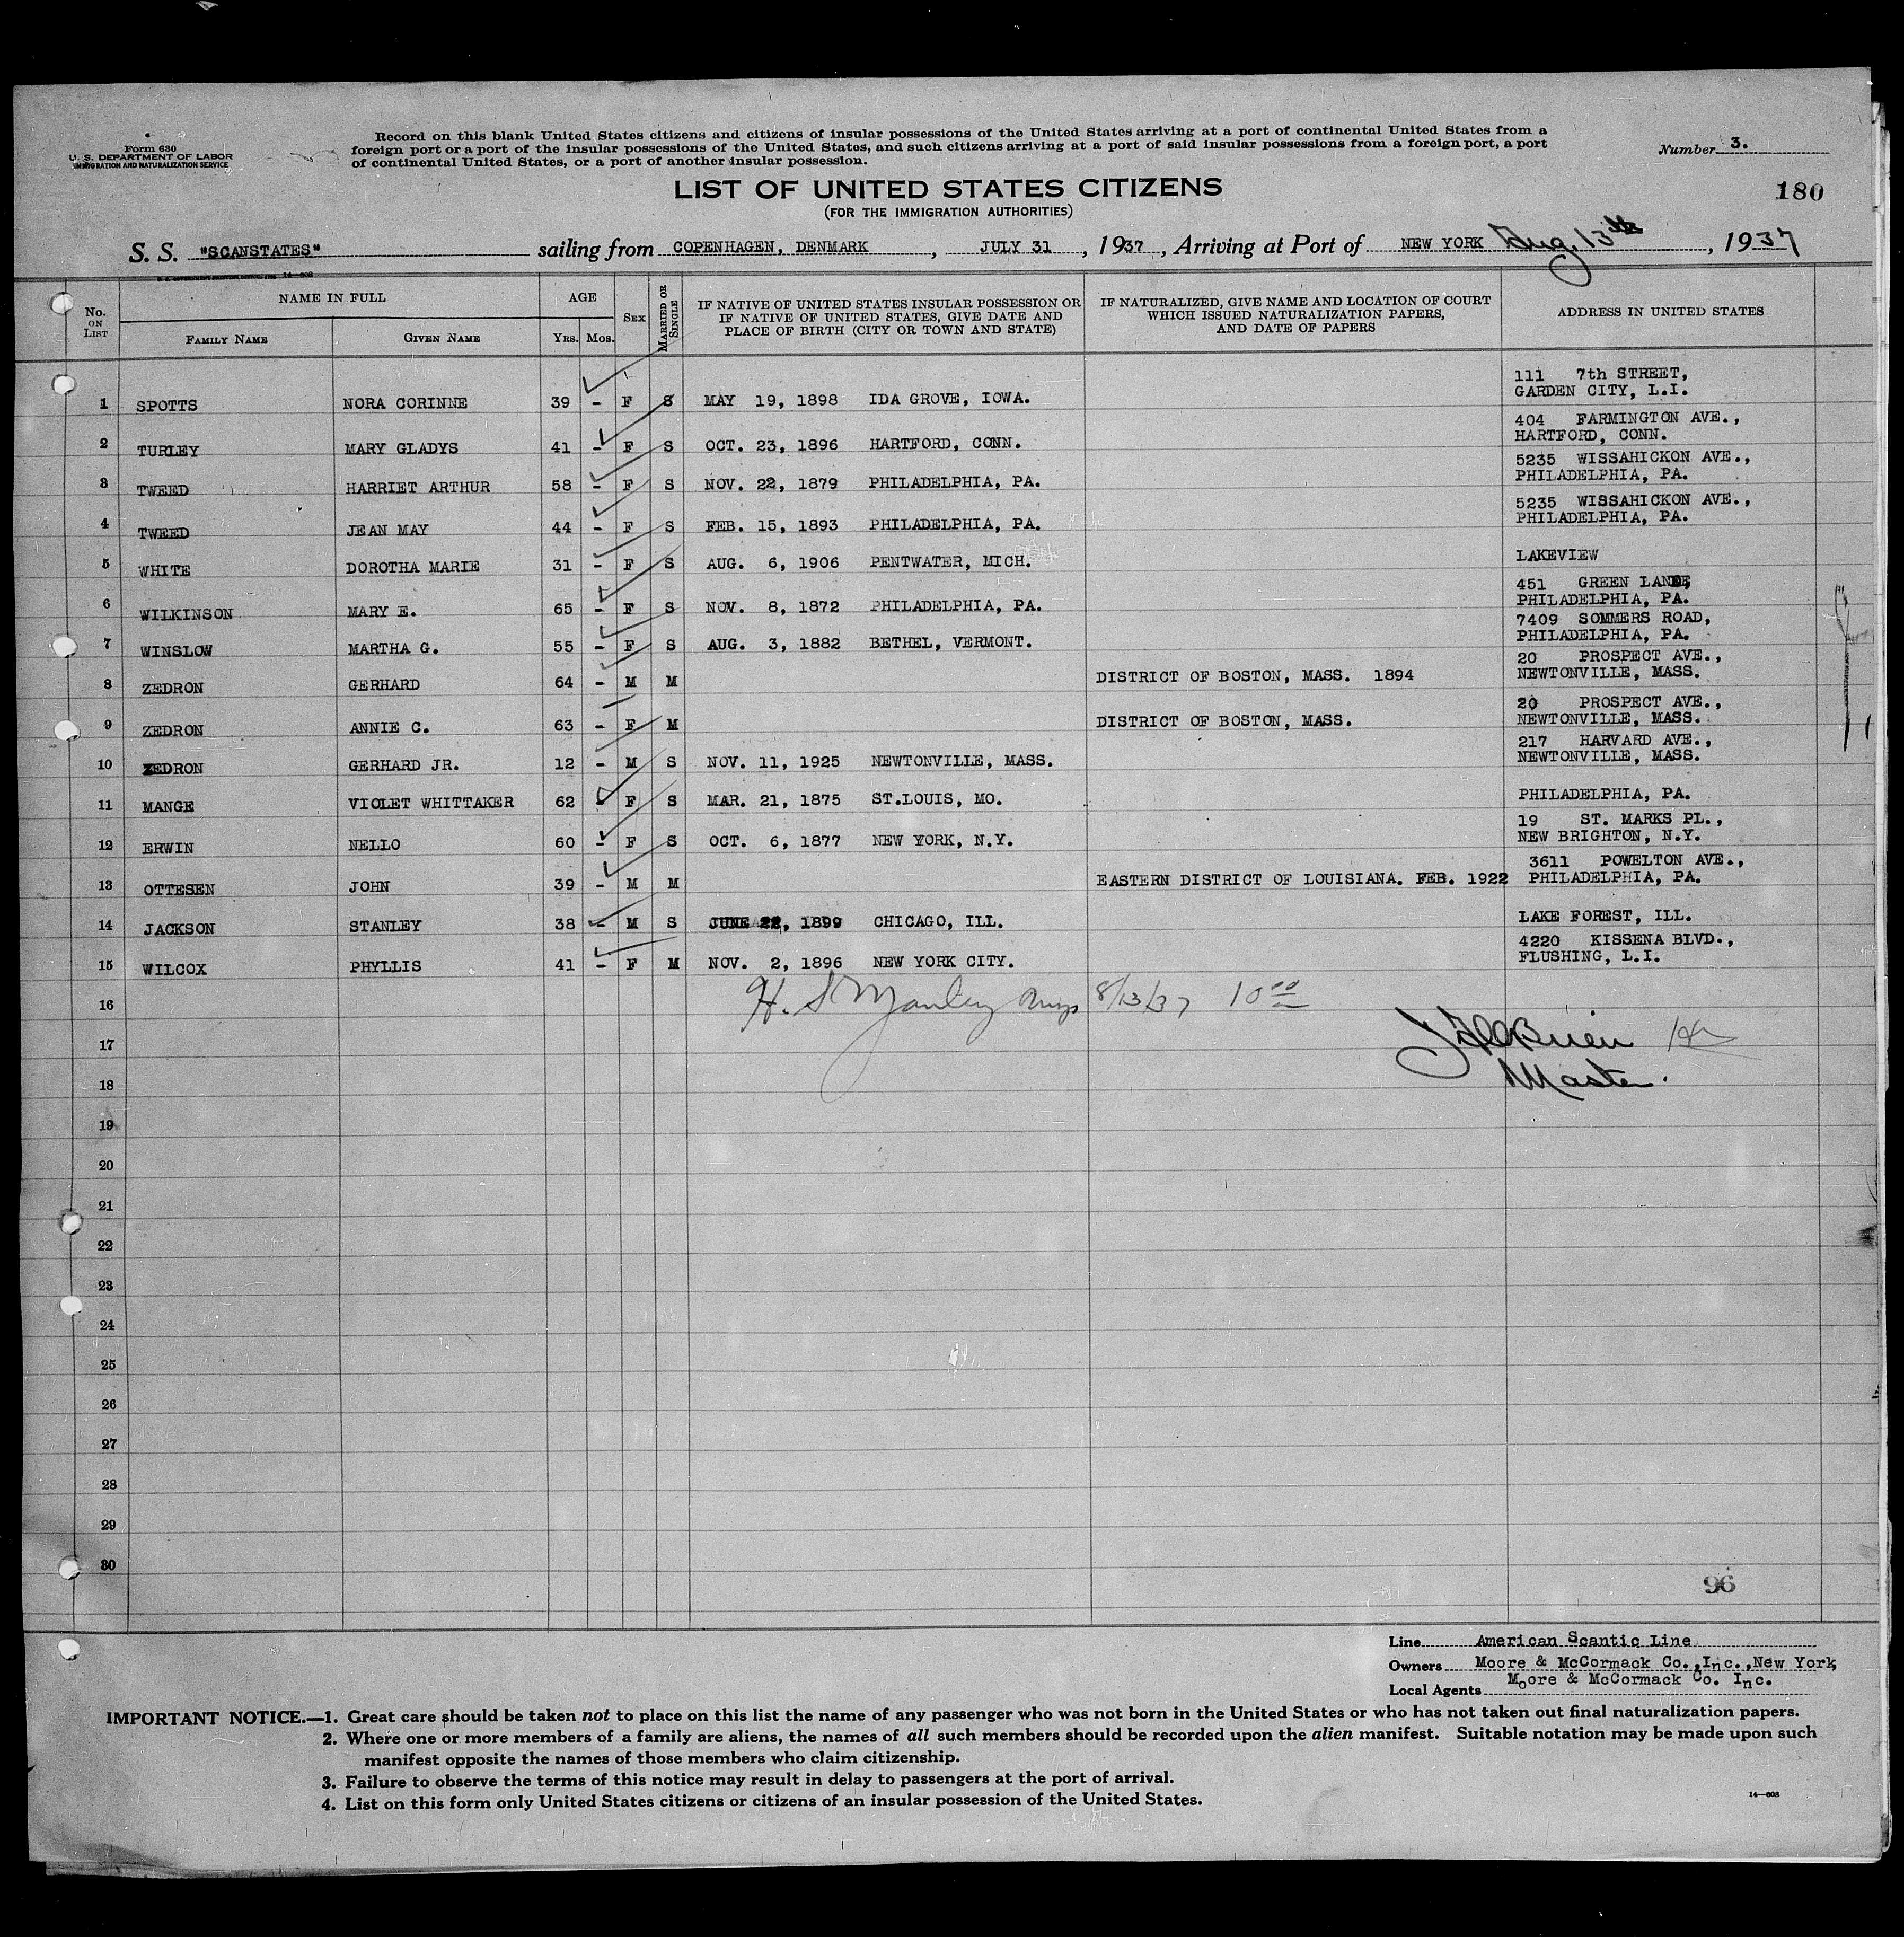 Form 630
U. S. DEPARTMENT OF LABOR
IMMIGRATION AND NATURALIZATION SERVICE
Record on this blank United States citizens and citizens of insular possessions of the United States arriving at a port of continental United States from a
foreign port or a port of the insular possessions of the United States, and such citizens arriving at a port of said insular possessions from a foreign port, a port
of continental United States, or a port of another insular possession.
Number 3.
LIST OF UNITED STATES CITIZENS
180
(FOR THE IMMIGRATION AUTHORITIES)
S. S. "SCANSTATES" sailing from COPENHAGEN, DENMARK, JULY 31, 1937, Arriving at Port of NEW YORK Aug. 13th, 1937
14—608
No. ON LIST
NAME IN FULL
FAMILY NAME
GIVEN NAME
AGE
YRS. MOS.
SEX
MARRIED OR SINGLE
IF NATIVE OF UNITED STATES INSULAR POSSESSION OR
IF NATIVE OF UNITED STATES, GIVE DATE AND
PLACE OF BIRTH (CITY OR TOWN AND STATE)
IF NATURALIZED, GIVE NAME AND LOCATION OF COURT
WHICH ISSUED NATURALIZATION PAPERS,
AND DATE OF PAPERS
ADDRESS IN UNITED STATES
111 7th STREET,
1 SPOTTS NORA CORINNE 39 - F S MAY 19, 1898 IDA GROVE, IOWA. GARDEN CITY, L.I.
404 FARMINGTON AVE.,
2 TURLEY MARY GLADYS 41 - F S OCT. 23, 1896 HARTFORD, CONN. HARTFORD, CONN.
5235 WISSAHICKON AVE.,
3 TWEED HARRIET ARTHUR 58 - F S NOV. 22, 1879 PHILADELPHIA, PA. PHILADELPHIA, PA.
5235 WISSAHICKON AVE.,
4 TWEED JEAN MAY 44 - F S FEB. 15, 1893 PHILADELPHIA, PA. PHILADELPHIA, PA.
5 WHITE DOROTHA MARIE 31 - F S AUG. 6, 1906 PENTWATER, MICH. LAKEVIEW
451 GREEN LANE,
6 WILKINSON MARY E. 65 - F S NOV. 8, 1872 PHILADELPHIA, PA. PHILADELPHIA, PA.
7409 SOMMERS ROAD,
7 WINSLOW MARTHA G. 55 - F S AUG. 3, 1882 BETHEL, VERMONT. PHILADELPHIA, PA.
20 PROSPECT AVE.,
8 ZEDRON GERHARD 64 - M M DISTRICT OF BOSTON, MASS. 1894 NEWTONVILLE, MASS.
20 PROSPECT AVE.,
9 ZEDRON ANNIE C. 63 - F M DISTRICT OF BOSTON, MASS. NEWTONVILLE, MASS.
217 HARVARD AVE.,
10 ZEDRON GERHARD JR. 12 - M S NOV. 11, 1925 NEWTONVILLE, MASS. NEWTONVILLE, MASS.
11 MANGE VIOLET WHITTAKER 62 - F S MAR. 21, 1875 ST.LOUIS, MO. PHILADELPHIA, PA.
19 ST. MARKS PL.,
12 ERWIN NELLO 60 - F S OCT. 6, 1877 NEW YORK, N.Y. NEW BRIGHTON, N.Y.
3611 POWELTON AVE.,
13 OTTESEN JOHN 39 - M M EASTERN DISTRICT OF LOUISIANA. FEB. 1922 PHILADELPHIA, PA.
14 JACKSON STANLEY 38 - M S JUNE 22, 1899 CHICAGO, ILL. LAKE FOREST, ILL.
4220 KISSENA BLVD.,
15 WILCOX PHYLLIS 41 - F M NOV. 2, 1896 NEW YORK CITY. FLUSHING, L.I.
16 H. S Manley 8/13/37 10 00
17
18 Master.
19
20
21
22
23
24
25
26
27
28
29
30
96
Line American Scantic Line
Owners Moore & McCormack Co.,Inc.,New York,
Local Agents Moore & McCormack Co. Inc.
IMPORTANT NOTICE.—1. Great care should be taken not to place on this list the name of any passenger who was not born in the United States or who has not taken out final naturalization papers.
2. Where one or more members of a family are aliens, the names of all such members should be recorded upon the alien manifest. Suitable notation may be made upon such
manifest opposite the names of those members who claim citizenship.
3. Failure to observe the terms of this notice may result in delay to passengers at the port of arrival.
4. List on this form only United States citizens or citizens of an insular possession of the United States.
14—608